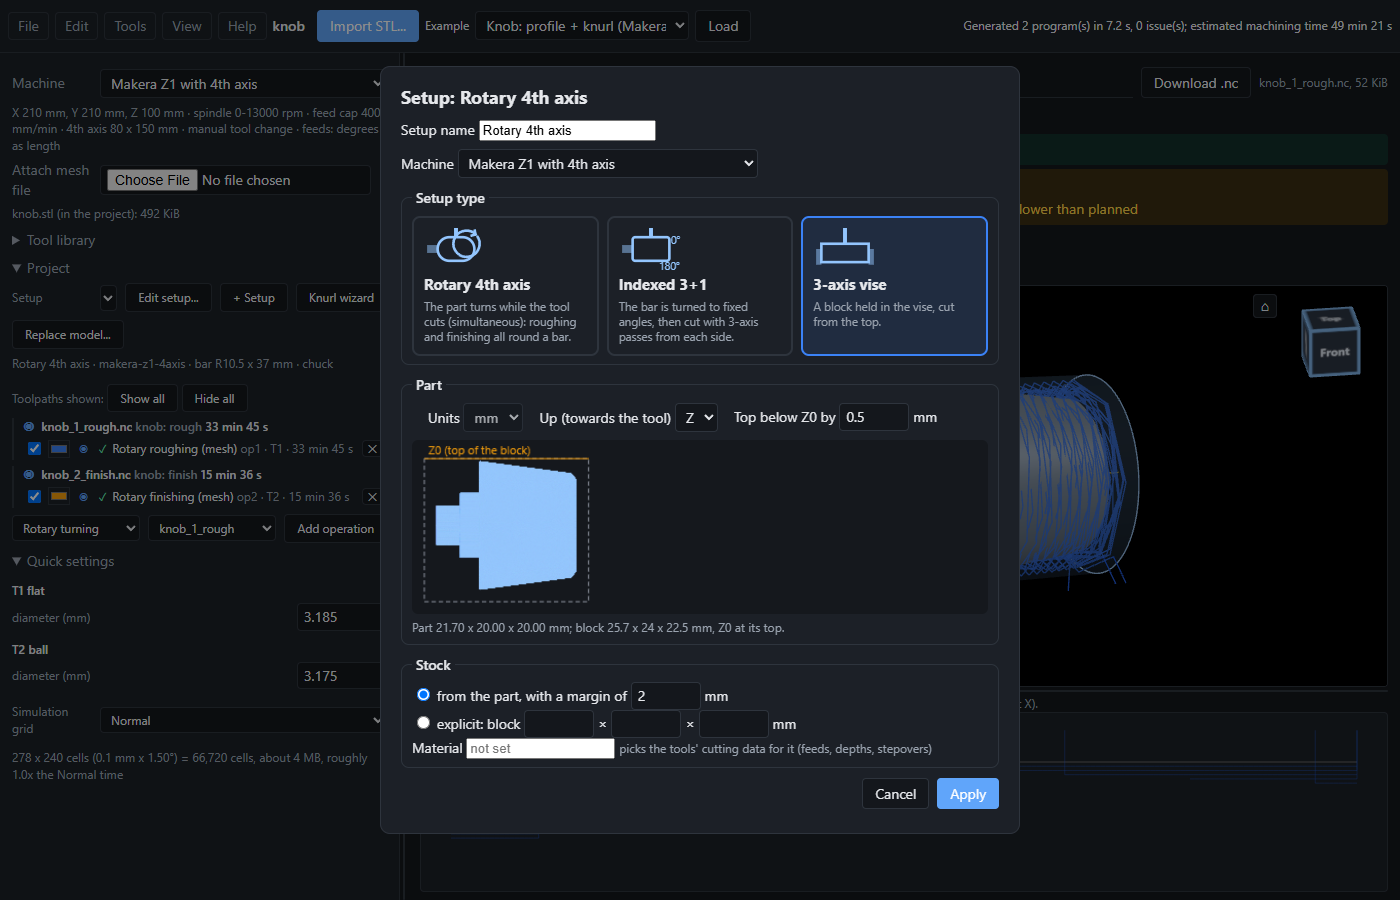 File Edit Tools View Help knob Import STL... Example Knob: profile + knurl (Makera Load Generated 2 program(s) in 7.2 s, 0 issue(s); estimated machining time 49 min 21 s
Machine Makera Z1 with 4th axis
X 210 mm, Y 210 mm, Z 100 mm · spindle 0-13000 rpm · feed cap 400
mm/min · 4th axis 80 x 150 mm · manual tool change · feeds: degrees
as length
Attach mesh
file
Choose File No file chosen
knob.stl (in the project): 492 KiB
Tool library
Project
Setup Edit setup... + Setup Knurl wizard
Replace model...
Rotary 4th axis · makera-z1-4axis · bar R10.5 x 37 mm · chuck
Toolpaths shown: Show all Hide all
knob_1_rough.nc knob: rough 33 min 45 s
✓ Rotary roughing (mesh) op1 · T1 · 33 min 45 s ✕
knob_2_finish.nc knob: finish 15 min 36 s
✓ Rotary finishing (mesh) op2 · T2 · 15 min 36 s ✕
Rotary turning knob_1_rough Add operation
Quick settings
T1 flat
diameter (mm) 3.185
T2 ball
diameter (mm) 3.175
Simulation
grid
Normal
278 x 240 cells (0.1 mm x 1.50°) = 66,720 cells, about 4 MB, roughly
1.0x the Normal time
Setup: Rotary 4th axis
Setup name Rotary 4th axis
Machine Makera Z1 with 4th axis
Setup type
Rotary 4th axis
The part turns while the tool
cuts (simultaneous): roughing
and finishing all round a bar.
0°
180°
Indexed 3+1
The bar is turned to fixed
angles, then cut with 3-axis
passes from each side.
3-axis vise
A block held in the vise, cut
from the top.
Part
Units mm Up (towards the tool) Z Top below Z0 by 0.5 mm
Z0 (top of the block)
Part 21.70 x 20.00 x 20.00 mm; block 25.7 x 24 x 22.5 mm, Z0 at its top.
Stock
from the part, with a margin of 2 mm
explicit: block × × mm
Material not set picks the tools' cutting data for it (feeds, depths, stepovers)
Cancel Apply
Download .nc knob_1_rough.nc, 52 KiB
lower than planned
Top
Front
X).